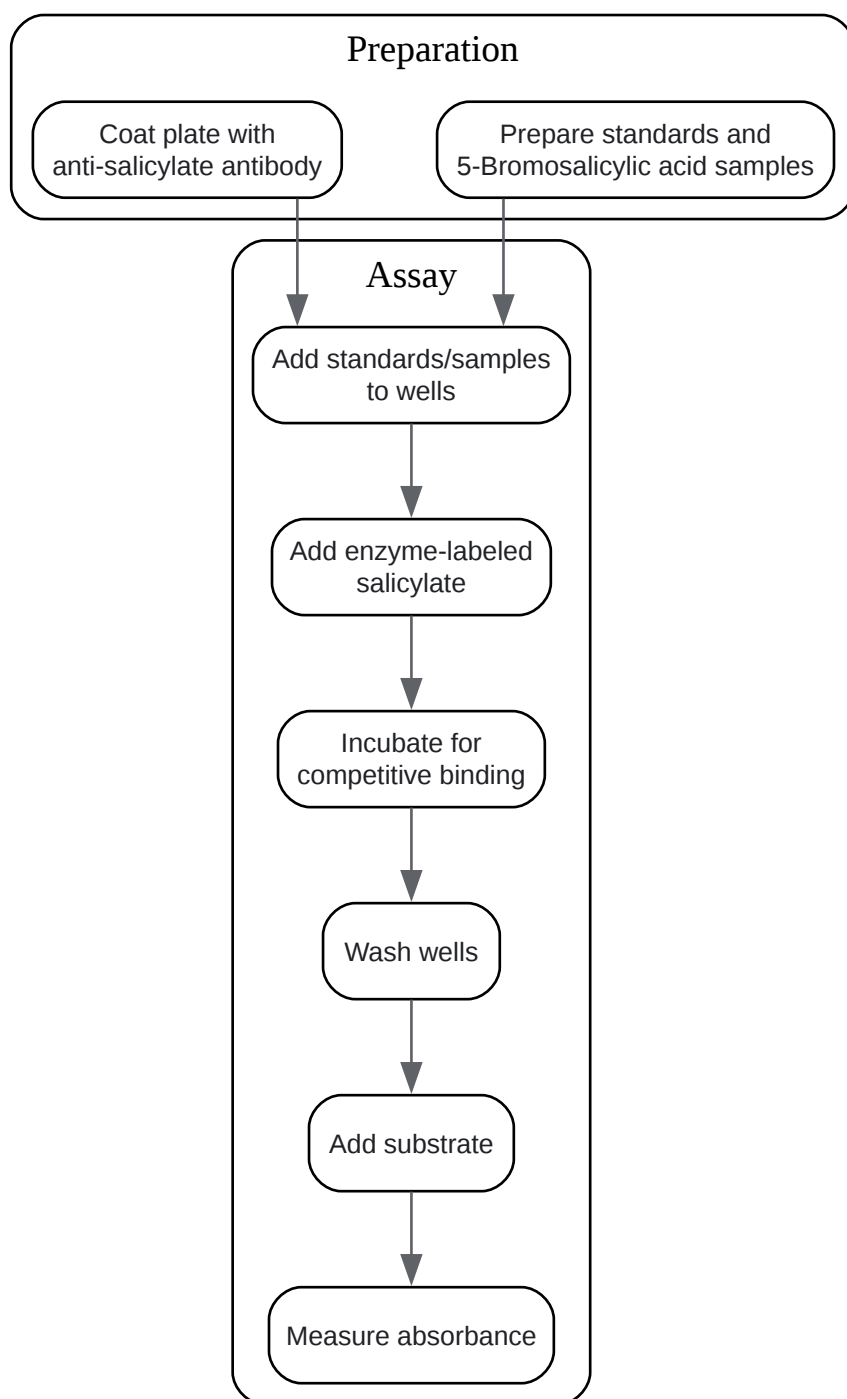 Preparation
Coat plate with
anti-salicylate antibody
Prepare standards and
5-Bromosalicylic acid samples
Assay
Add standards/samples
to wells
Add enzyme-labeled
salicylate
Incubate for
competitive binding
Wash wells
Add substrate
Measure absorbance